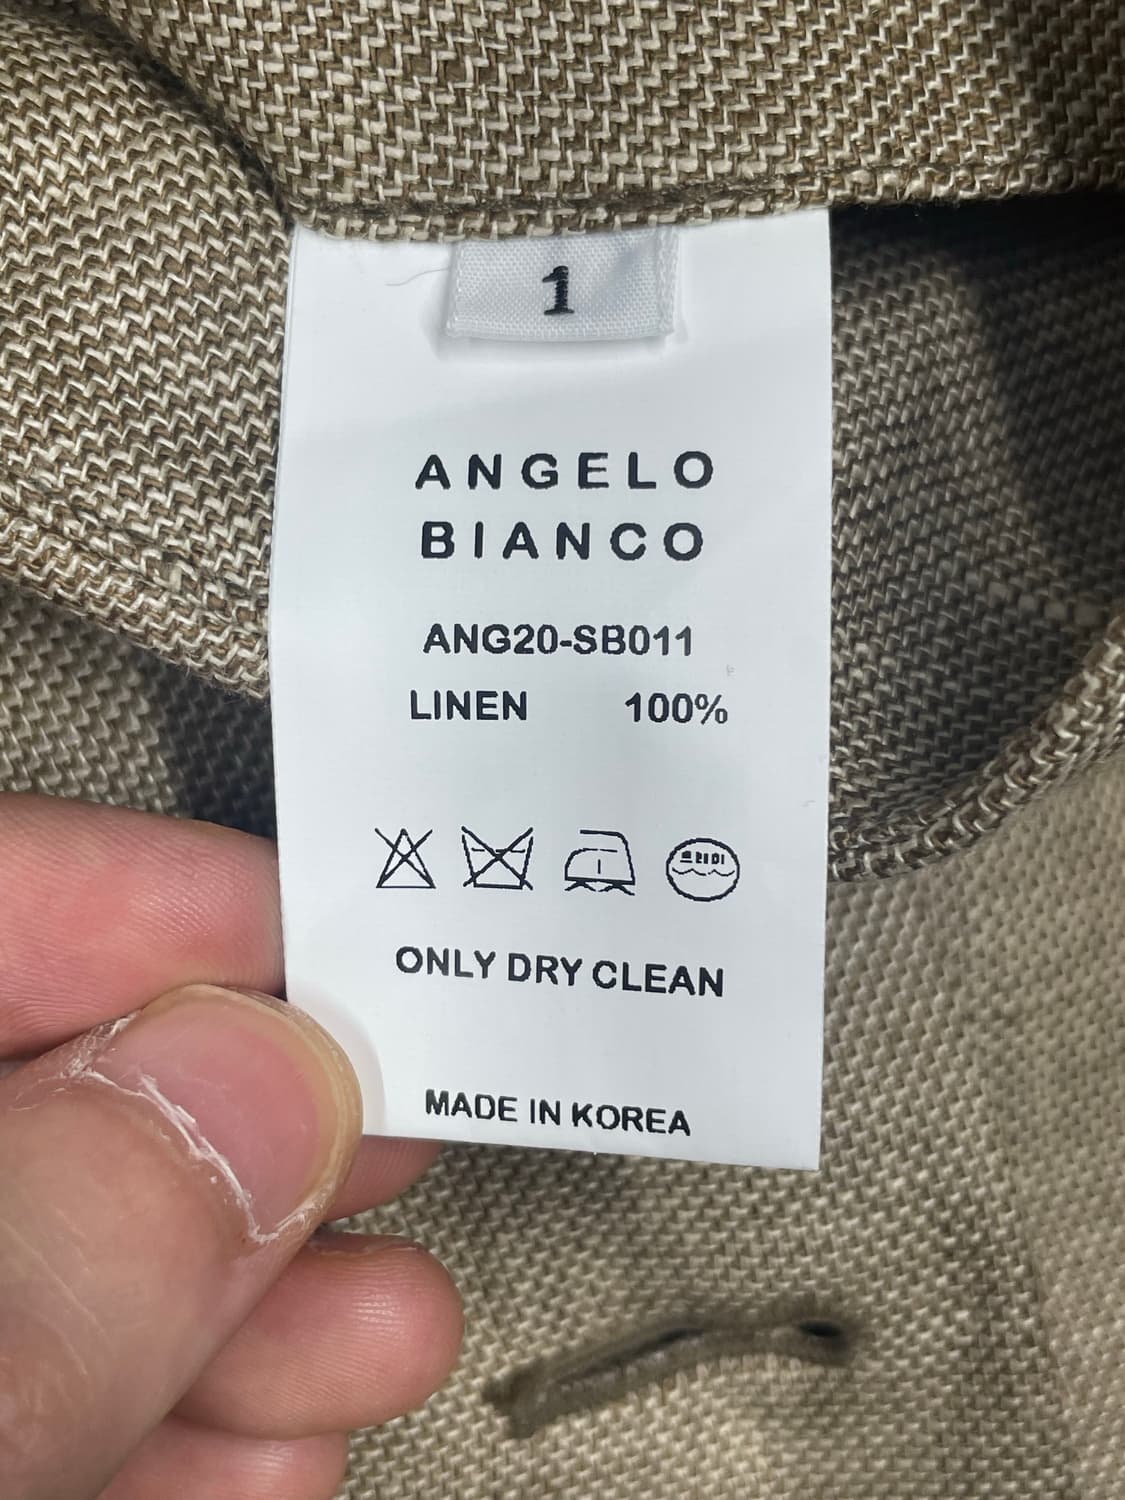 1
ANGELO
BIANCO
ANG20-SB011
LINEN 100%
드라이
ONLY DRY CLEAN
MADE IN KOREA